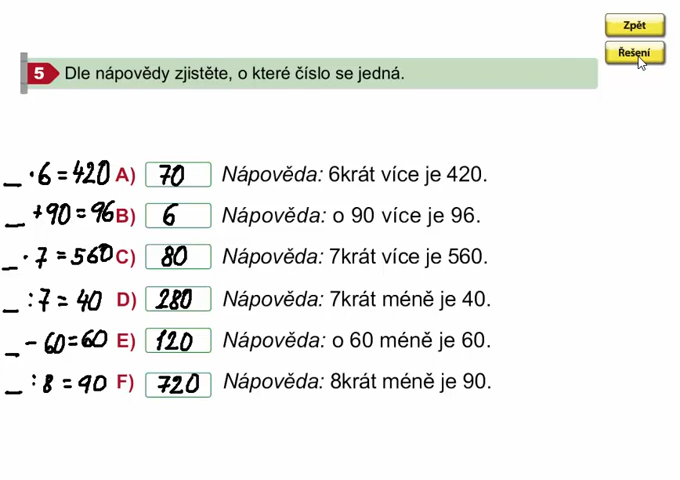 Zpět
Řešení
5 Dle nápovědy zjistěte, o které číslo se jedná.
_ · 6 = 420 A) 70 Nápověda: 6krát více je 420.
_ + 90 = 96 B) 6 Nápověda: o 90 více je 96.
_ · 7 = 560 C) 80 Nápověda: 7krát více je 560.
_ : 7 = 40 D) 280 Nápověda: 7krát méně je 40.
_ - 60 = 60 E) 120 Nápověda: o 60 méně je 60.
_ : 8 = 90 F) 720 Nápověda: 8krát méně je 90.